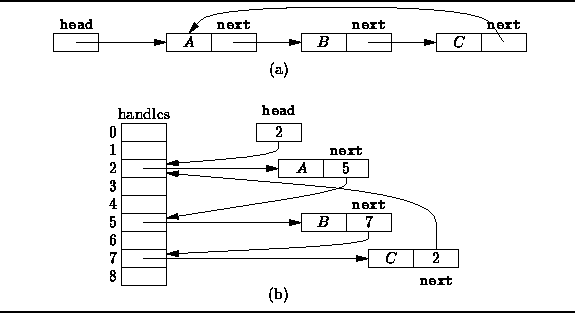 head next next next
A B C
(a)
handles head
0 2
1 next
2 A 5
3
4 next
5 B 7
6
7 C 2
8 next
(b)